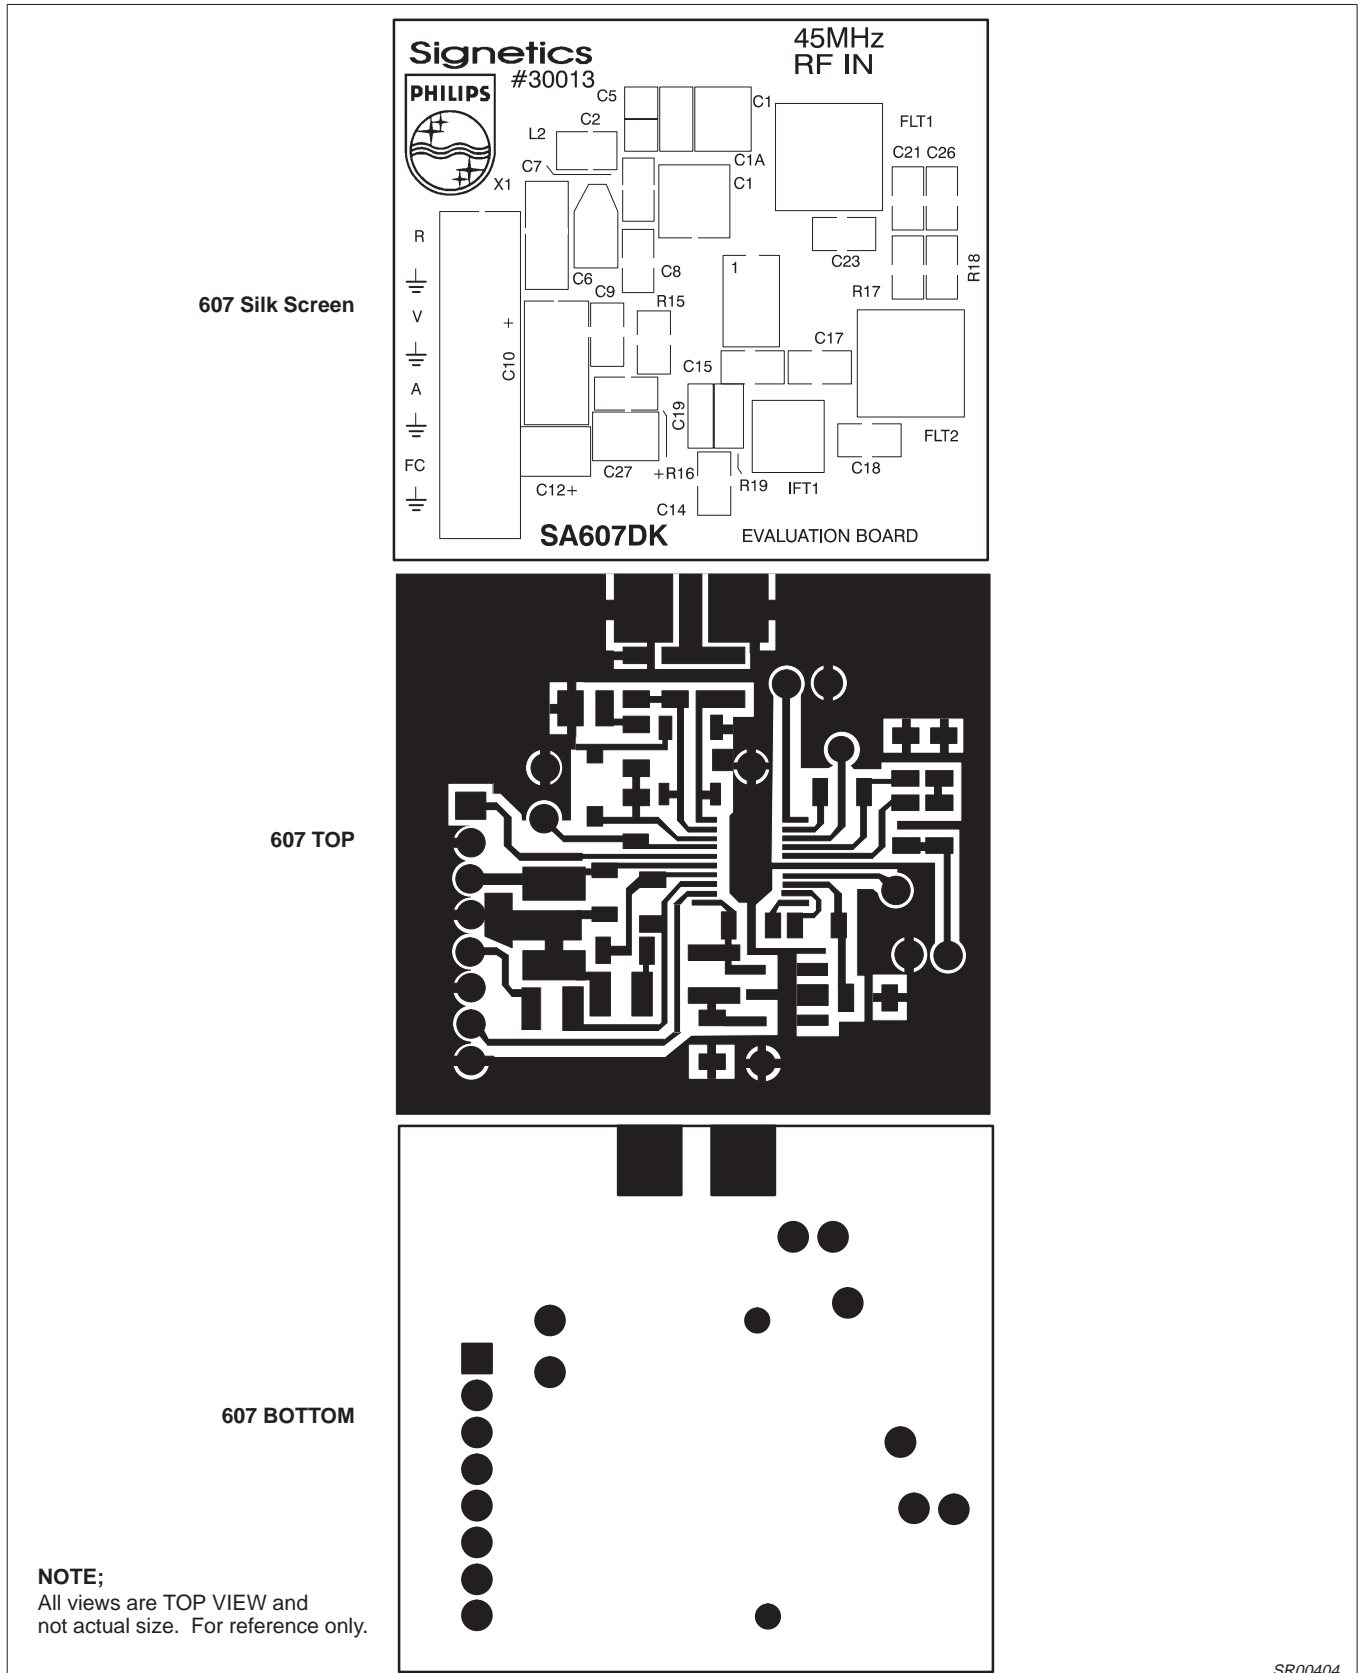 Signetics
#30013
PHILIPS
45MHz
RF IN
C5
C1
FLT1
C2
L2
C21 C26
C1A
C7
C1
X1
R
C23
R18
C6
C8
R17
C9
R15
1
607 Silk Screen
V
+
C10
C17
C15
A
C19
FLT2
FC
C27
+R16
R19
IFT1
C18
C12+
C14
SA607DK
EVALUATION BOARD
607 TOP
607 BOTTOM
NOTE;
All views are TOP VIEW and
not actual size. For reference only.
SR00404